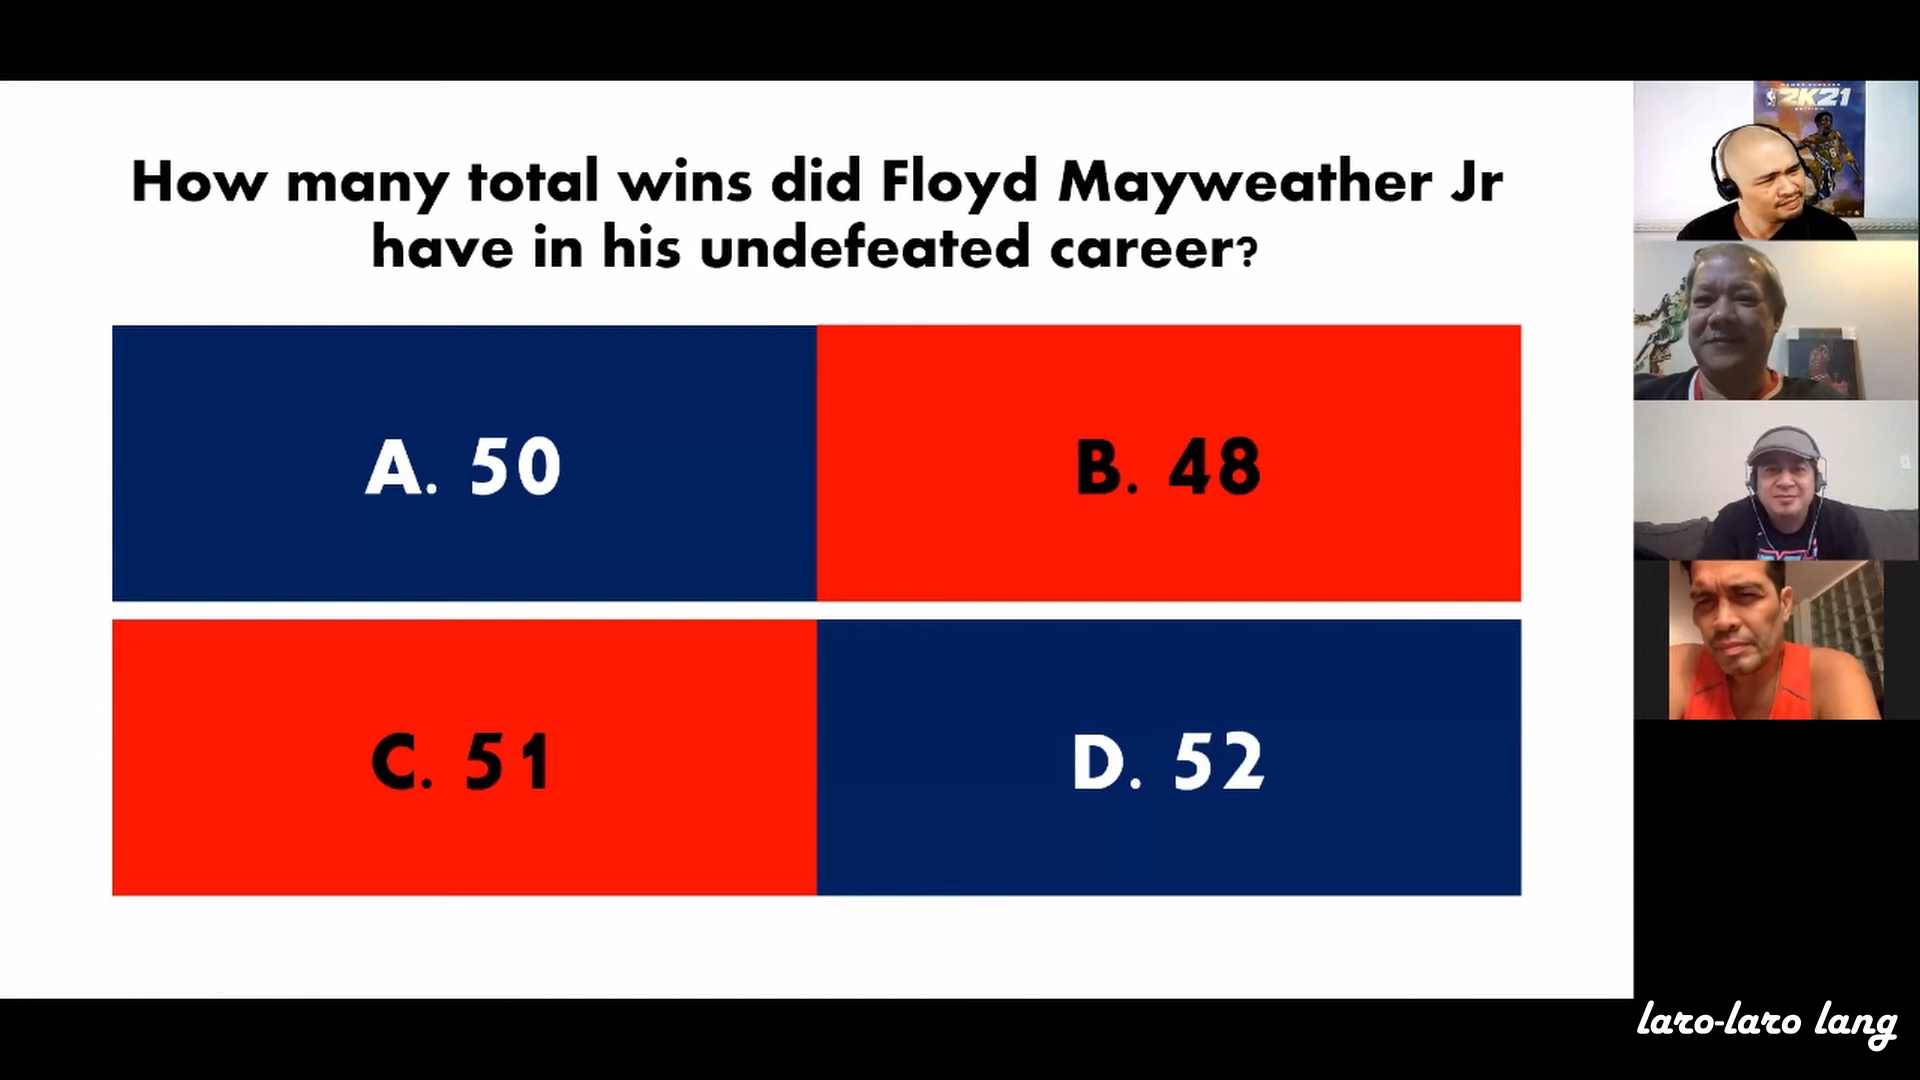 How many total wins did Floyd Mayweather Jr
have in his undefeated career?
A. 50
B. 48
C. 51
D. 52
2K21
laro-laro lang